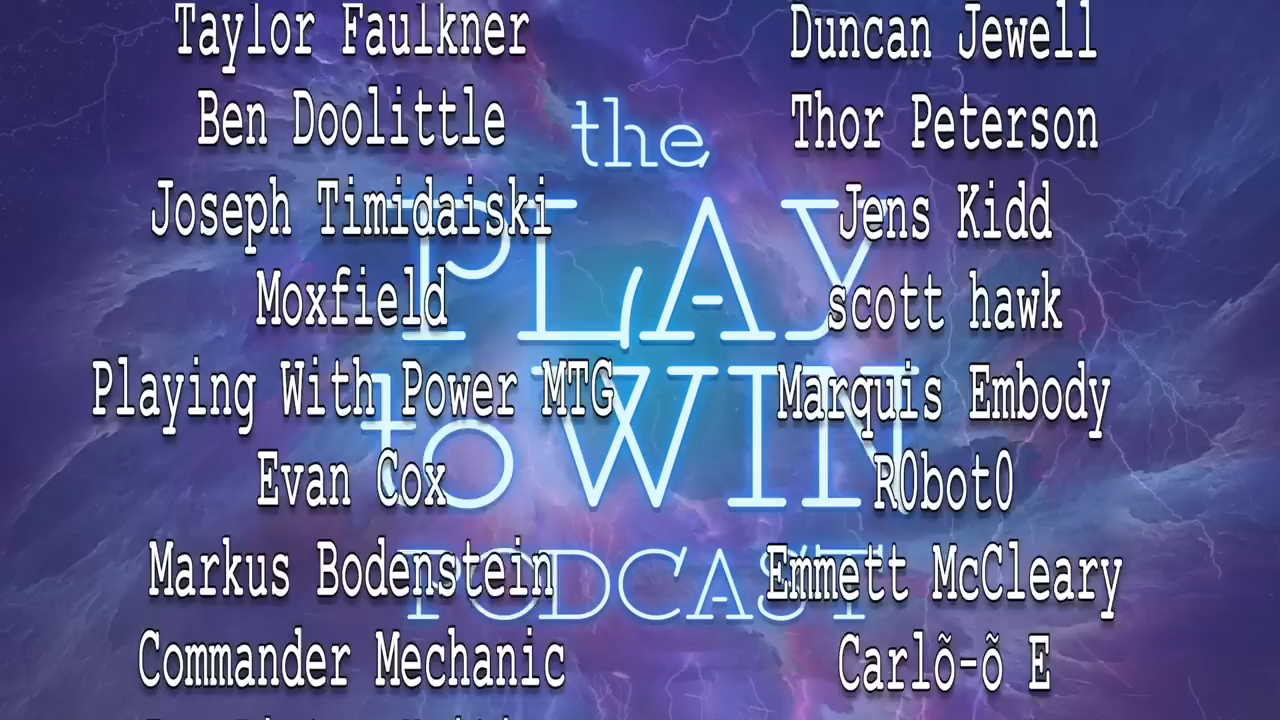 Taylor Faulkner
Ben Doolittle
Joseph Timidaiski
Moxfield
Playing With Power MTG
Evan Cox
Markus Bodenstein
Commander Mechanic
Duncan Jewell
Thor Peterson
Jens Kidd
scott hawk
Marquis Embody
R0bot0
Emmett McCleary
Carlõ-õ E
the
PLAY
to WIN
PODCAST